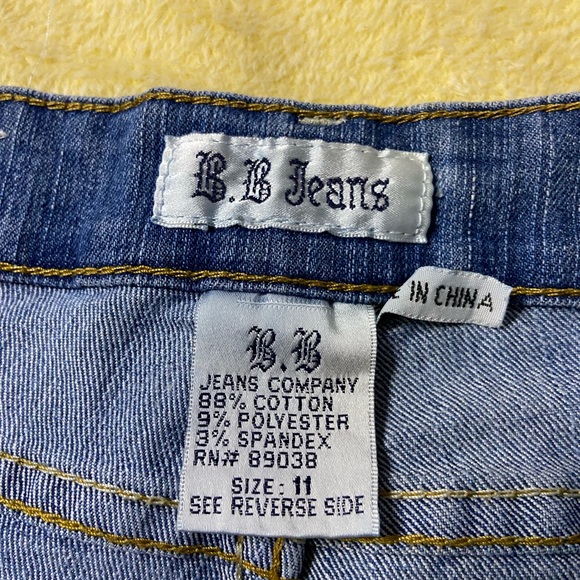 B.B Jeans
IN CHINA
B.B
JEANS COMPANY
88% COTTON
9% POLYESTER
3% SPANDEX
RN# 89038
SIZE: 11
SEE REVERSE SIDE